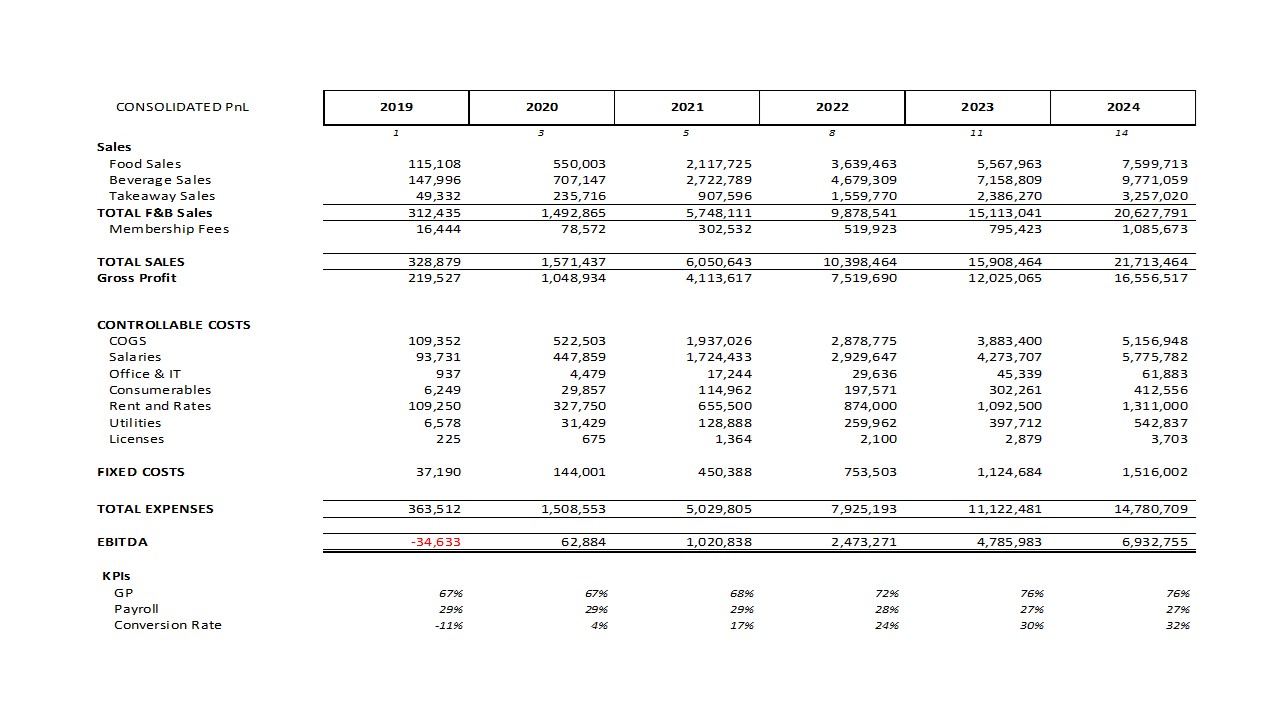 CONSOLIDATED PnL 2019 2020 2021 2022 2023 2024
1 3 5 8 11 14
Sales
Food Sales 115,108 550,003 2,117,725 3,639,463 5,567,963 7,599,713
Beverage Sales 147,996 707,147 2,722,789 4,679,309 7,158,809 9,771,059
Takeaway Sales 49,332 235,716 907,596 1,559,770 2,386,270 3,257,020
TOTAL F&B Sales 312,435 1,492,865 5,748,111 9,878,541 15,113,041 20,627,791
Membership Fees 16,444 78,572 302,532 519,923 795,423 1,085,673
TOTAL SALES 328,879 1,571,437 6,050,643 10,398,464 15,908,464 21,713,464
Gross Profit 219,527 1,048,934 4,113,617 7,519,690 12,025,065 16,556,517
CONTROLLABLE COSTS
COGS 109,352 522,503 1,937,026 2,878,775 3,883,400 5,156,948
Salaries 93,731 447,859 1,724,433 2,929,647 4,273,707 5,775,782
Office & IT 937 4,479 17,244 29,636 45,339 61,883
Consumerables 6,249 29,857 114,962 197,571 302,261 412,556
Rent and Rates 109,250 327,750 655,500 874,000 1,092,500 1,311,000
Utilities 6,578 31,429 128,888 259,962 397,712 542,837
Licenses 225 675 1,364 2,100 2,879 3,703
FIXED COSTS 37,190 144,001 450,388 753,503 1,124,684 1,516,002
TOTAL EXPENSES 363,512 1,508,553 5,029,805 7,925,193 11,122,481 14,780,709
EBITDA -34,633 62,884 1,020,838 2,473,271 4,785,983 6,932,755
KPIs
GP 67% 67% 68% 72% 76% 76%
Payroll 29% 29% 29% 28% 27% 27%
Conversion Rate -11% 4% 17% 24% 30% 32%